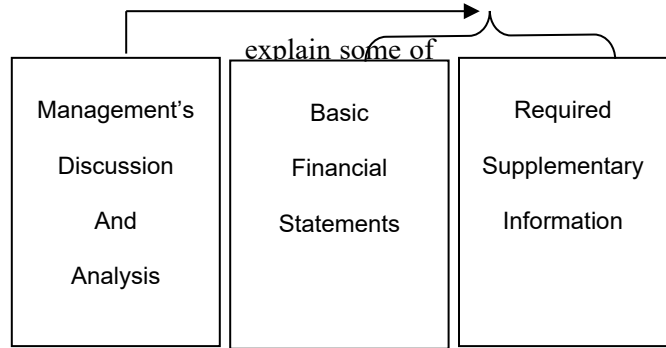 explain some of
Management’s
Discussion
And
Analysis
Basic
Financial
Statements
Required
Supplementary
Information